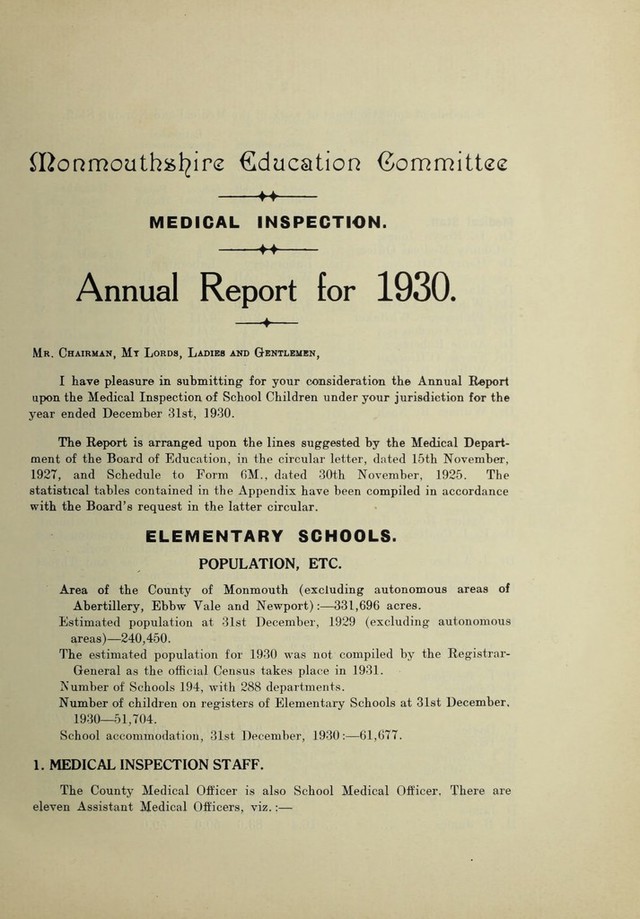 Monmouthshire Education Committee
MEDICAL INSPECTION.
Annual Report for 1930.
Mr. Chairman, My Lords, Ladies and Gentlemen,
I have pleasure in submitting for your consideration the Annual Report
upon the Medical Inspection of School Children under your jurisdiction for the
year ended December 31st, 1930.
The Report is arranged upon the lines suggested by the Medical Depart-
ment of the Board of Education, in the circular letter, dated 15th November,
1927, and Schedule to Form 6M., dated 30th November, 1925. The
statistical tables contained in the Appendix have been compiled in accordance
with the Board's request in the latter circular.
ELEMENTARY SCHOOLS.
POPULATION, ETC.
Area of the County of Monmouth (excluding autonomous areas of
Abertillery, Ebbw Vale and Newport):—331,696 acres.
Estimated population at 31st December, 1929 (excluding autonomous
areas)—240,450.
The estimated population for 1930 was not compiled by the Registrar-
General as the official Census takes place in 1931.
Number of Schools 194, with 288 departments.
Number of children on registers of Elementary Schools at 31st December,
1930—51,704.
School accommodation, 31st December, 1930:—61,677.
1. MEDICAL INSPECTION STAFF.
The County Medical Officer is also School Medical Officer. There are
eleven Assistant Medical Officers, viz.:—